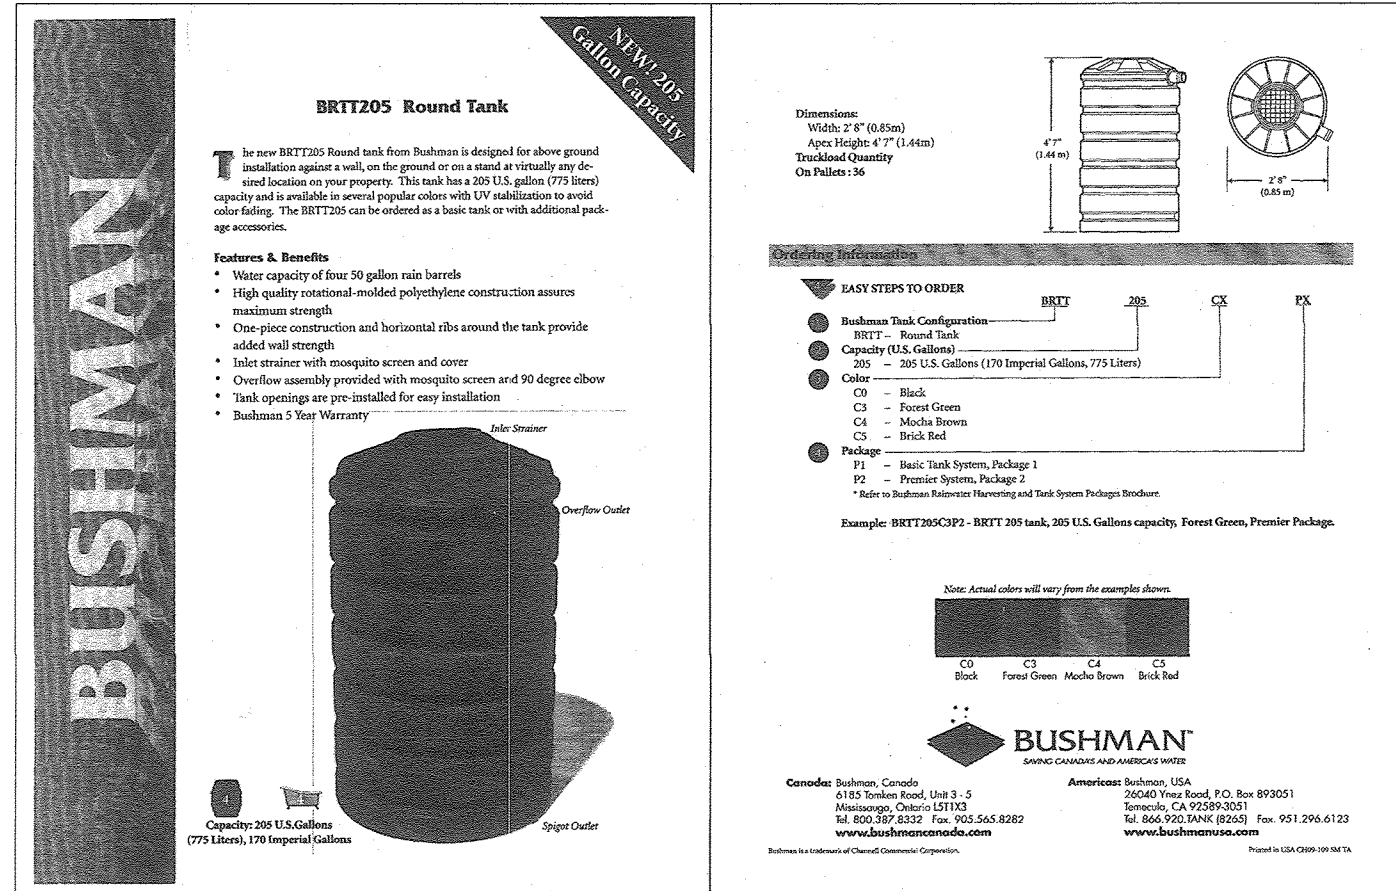 BUSHMAN
NEW! 205
Gallon Capacity
BRTT205 Round Tank
The new BRTT205 Round tank from Bushman is designed for above ground
installation against a wall, on the ground or on a stand at virtually any de-
sired location on your property. This tank has a 205 U.S. gallon (775 liters)
capacity and is available in several popular colors with UV stabilization to avoid
color fading. The BRTT205 can be ordered as a basic tank or with additional pack-
age accessories.
Features & Benefits
• Water capacity of four 50 gallon rain barrels
• High quality rotational-molded polyethylene construction assures
maximum strength
• One-piece construction and horizontal ribs around the tank provide
added wall strength
• Inlet strainer with mosquito screen and cover
• Overflow assembly provided with mosquito screen and 90 degree elbow
• Tank openings are pre-installed for easy installation
• Bushman 5 Year Warranty
Inlet Strainer
Overflow Outlet
Spigot Outlet
4
Capacity: 205 U.S.Gallons
(775 Liters), 170 Imperial Gallons
Dimensions:
Width: 2' 8" (0.85m)
Apex Height: 4' 7" (1.44m)
Truckload Quantity
On Pallets : 36
4' 7"
(1.44 m)
2' 8"
(0.85 m)
Ordering Information
EASY STEPS TO ORDER
BRTT 205 CX PX
Bushman Tank Configuration
BRTT – Round Tank
Capacity (U.S. Gallons)
205 – 205 U.S. Gallons (170 Imperial Gallons, 775 Liters)
3 Color
C0 – Black
C3 – Forest Green
C4 – Mocha Brown
C5 – Brick Red
4 Package
P1 – Basic Tank System, Package 1
P2 – Premier System, Package 2
* Refer to Bushman Rainwater Harvesting and Tank System Packages Brochure.
Example: BRTT205C3P2 - BRTT 205 tank, 205 U.S. Gallons capacity, Forest Green, Premier Package.
Note: Actual colors will vary from the examples shown.
C0 C3 C4 C5
Black Forest Green Mocha Brown Brick Red
BUSHMAN™
SAVING CANADA'S AND AMERICA'S WATER
Canada: Bushman, Canada
6185 Tomken Road, Unit 3 - 5
Mississauga, Ontario L5T1X3
Tel. 800.387.8332 Fax. 905.565.8282
www.bushmancanada.com
Americas: Bushman, USA
26040 Ynez Road, P.O. Box 893051
Temecula, CA 92589-3051
Tel. 866.920.TANK (8265) Fax. 951.296.6123
www.bushmanusa.com
Bushman is a trademark of Channell Commercial Corporation.
Printed in USA CH09-109 5M TA